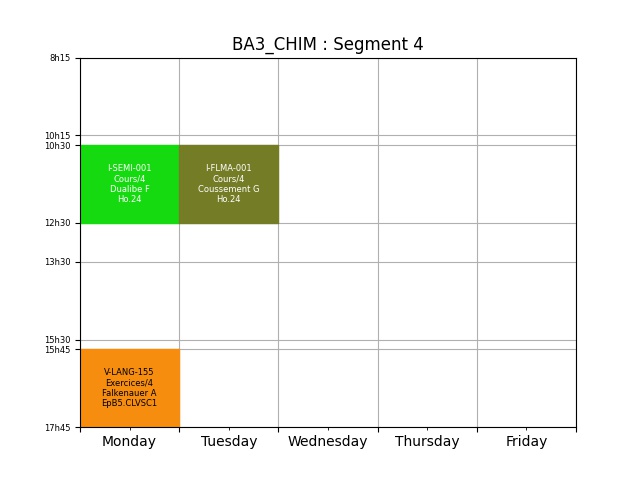 BA3_CHIM : Segment 4
8h15
10h15
10h30
I-SEMI-001
Cours/4
Dualibe F
Ho.24
I-FLMA-001
Cours/4
Coussement G
Ho.24
12h30
13h30
15h30
15h45
V-LANG-155
Exercices/4
Falkenauer A
EpB5.CLVSC1
17h45
Monday
Tuesday
Wednesday
Thursday
Friday